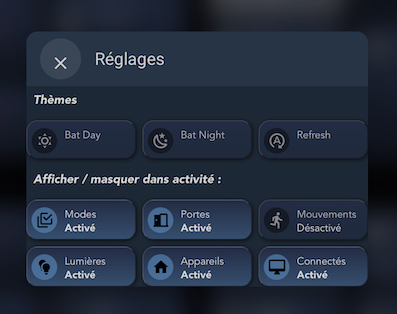 Réglages
Thèmes
Bat Day
Bat Night
Refresh
Afficher / masquer dans activité :
Modes
Activé
Portes
Activé
Mouvements
Désactivé
Lumières
Activé
Appareils
Activé
Connectés
Activé